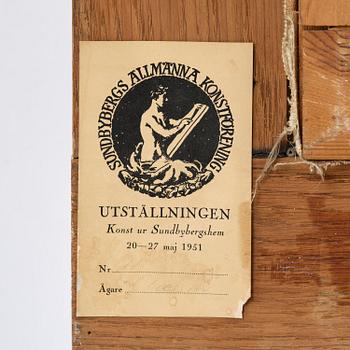 SUNDBYBERGS ALLMÄNNA KONSTFÖRENING
UTSTÄLLNINGEN
Konst ur Sundbybergshem
20—27 maj 1951
Nr
Ägare